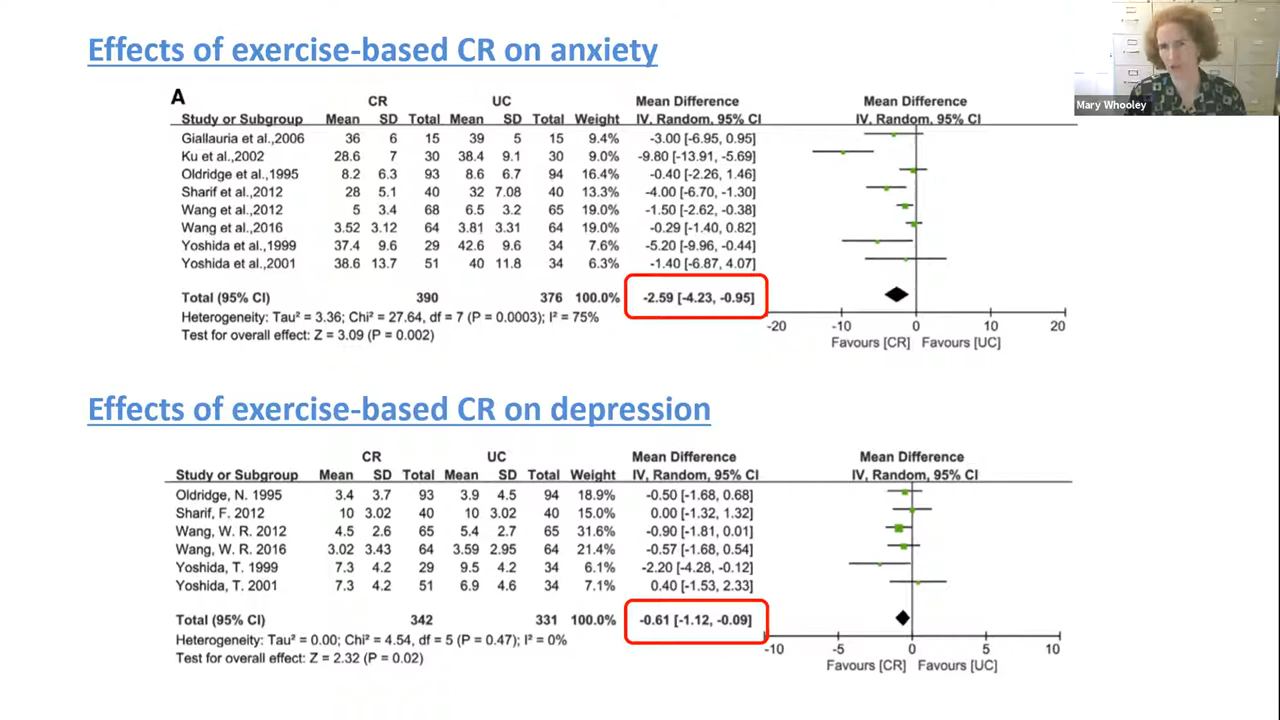 Effects of exercise-based CR on anxiety
Mary Whooley
A
CR UC Mean Difference Mean Difference
Study or Subgroup Mean SD Total Mean SD Total Weight IV, Random, 95% CI IV, Random, 95% CI
Giallauria et al.,2006 36 6 15 39 5 15 9.4% -3.00 [-6.95, 0.95]
Ku et al.,2002 28.6 7 30 38.4 9.1 30 9.0% -9.80 [-13.91, -5.69]
Oldridge et al.,1995 8.2 6.3 93 8.6 6.7 94 16.4% -0.40 [-2.26, 1.46]
Sharif et al.,2012 28 5.1 40 32 7.08 40 13.3% -4.00 [-6.70, -1.30]
Wang et al.,2012 5 3.4 68 6.5 3.2 65 19.0% -1.50 [-2.62, -0.38]
Wang et al.,2016 3.52 3.12 64 3.81 3.31 64 19.0% -0.29 [-1.40, 0.82]
Yoshida et al.,1999 37.4 9.6 29 42.6 9.6 34 7.6% -5.20 [-9.96, -0.44]
Yoshida et al.,2001 38.6 13.7 51 40 11.8 34 6.3% -1.40 [-6.87, 4.07]
Total (95% CI) 390 376 100.0% -2.59 [-4.23, -0.95]
Heterogeneity: Tau² = 3.36; Chi² = 27.64, df = 7 (P = 0.0003); I² = 75%
Test for overall effect: Z = 3.09 (P = 0.002)
-20 -10 0 10 20
Favours [CR] Favours [UC]
Effects of exercise-based CR on depression
CR UC Mean Difference Mean Difference
Study or Subgroup Mean SD Total Mean SD Total Weight IV, Random, 95% CI IV, Random, 95% CI
Oldridge, N. 1995 3.4 3.7 93 3.9 4.5 94 18.9% -0.50 [-1.68, 0.68]
Sharif, F. 2012 10 3.02 40 10 3.02 40 15.0% 0.00 [-1.32, 1.32]
Wang, W. R. 2012 4.5 2.6 65 5.4 2.7 65 31.6% -0.90 [-1.81, 0.01]
Wang, W. R. 2016 3.02 3.43 64 3.59 2.95 64 21.4% -0.57 [-1.68, 0.54]
Yoshida, T. 1999 7.3 4.2 29 9.5 4.2 34 6.1% -2.20 [-4.28, -0.12]
Yoshida, T. 2001 7.3 4.2 51 6.9 4.6 34 7.1% 0.40 [-1.53, 2.33]
Total (95% CI) 342 331 100.0% -0.61 [-1.12, -0.09]
Heterogeneity: Tau² = 0.00; Chi² = 4.54, df = 5 (P = 0.47); I² = 0%
Test for overall effect: Z = 2.32 (P = 0.02)
-10 -5 0 5 10
Favours [CR] Favours [UC]